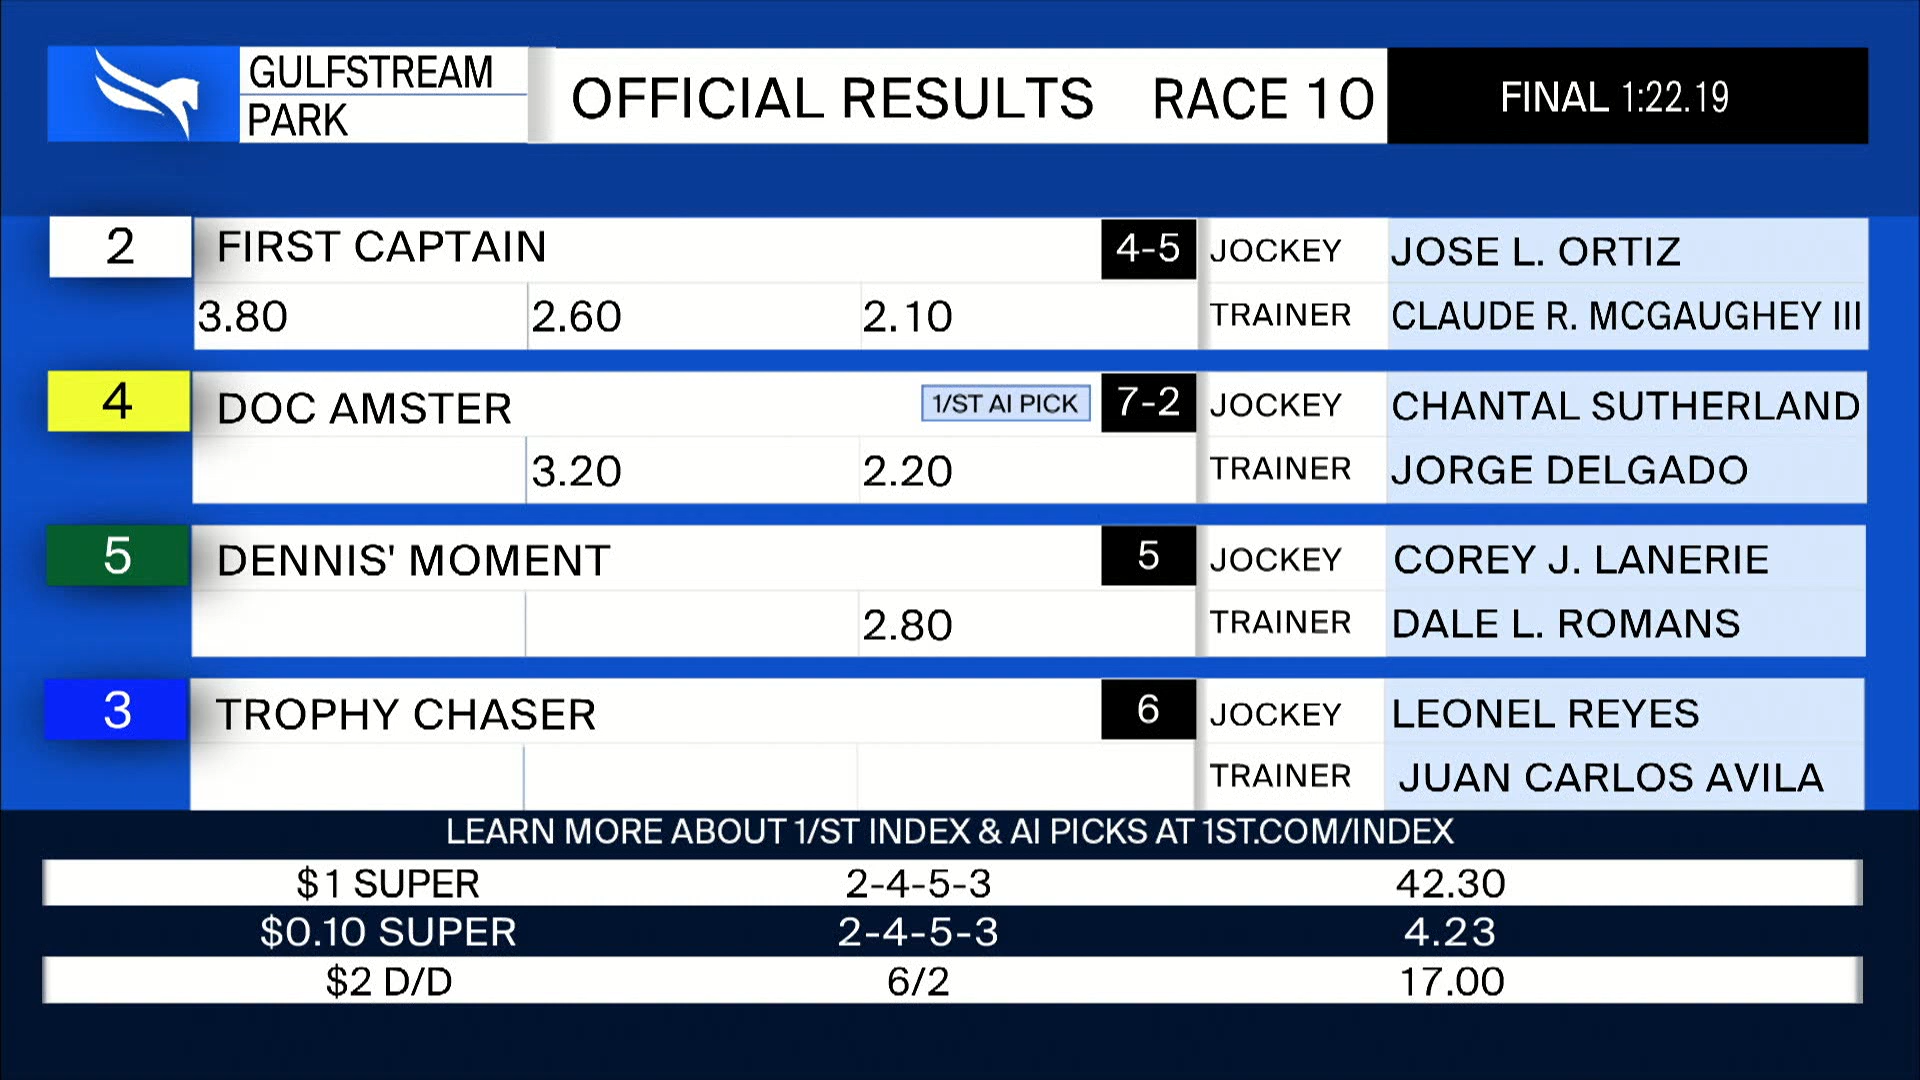 GULFSTREAM
PARK
OFFICIAL RESULTS RACE 10
FINAL 1:22.19
2 FIRST CAPTAIN 4-5 JOCKEY JOSE L. ORTIZ
3.80 2.60 2.10 TRAINER CLAUDE R. MCGAUGHEY III
4 DOC AMSTER 1/ST AI PICK 7-2 JOCKEY CHANTAL SUTHERLAND
3.20 2.20 TRAINER JORGE DELGADO
5 DENNIS' MOMENT 5 JOCKEY COREY J. LANERIE
2.80 TRAINER DALE L. ROMANS
3 TROPHY CHASER 6 JOCKEY LEONEL REYES
TRAINER JUAN CARLOS AVILA
LEARN MORE ABOUT 1/ST INDEX & AI PICKS AT 1ST.COM/INDEX
$1 SUPER 2-4-5-3 42.30
$0.10 SUPER 2-4-5-3 4.23
$2 D/D 6/2 17.00